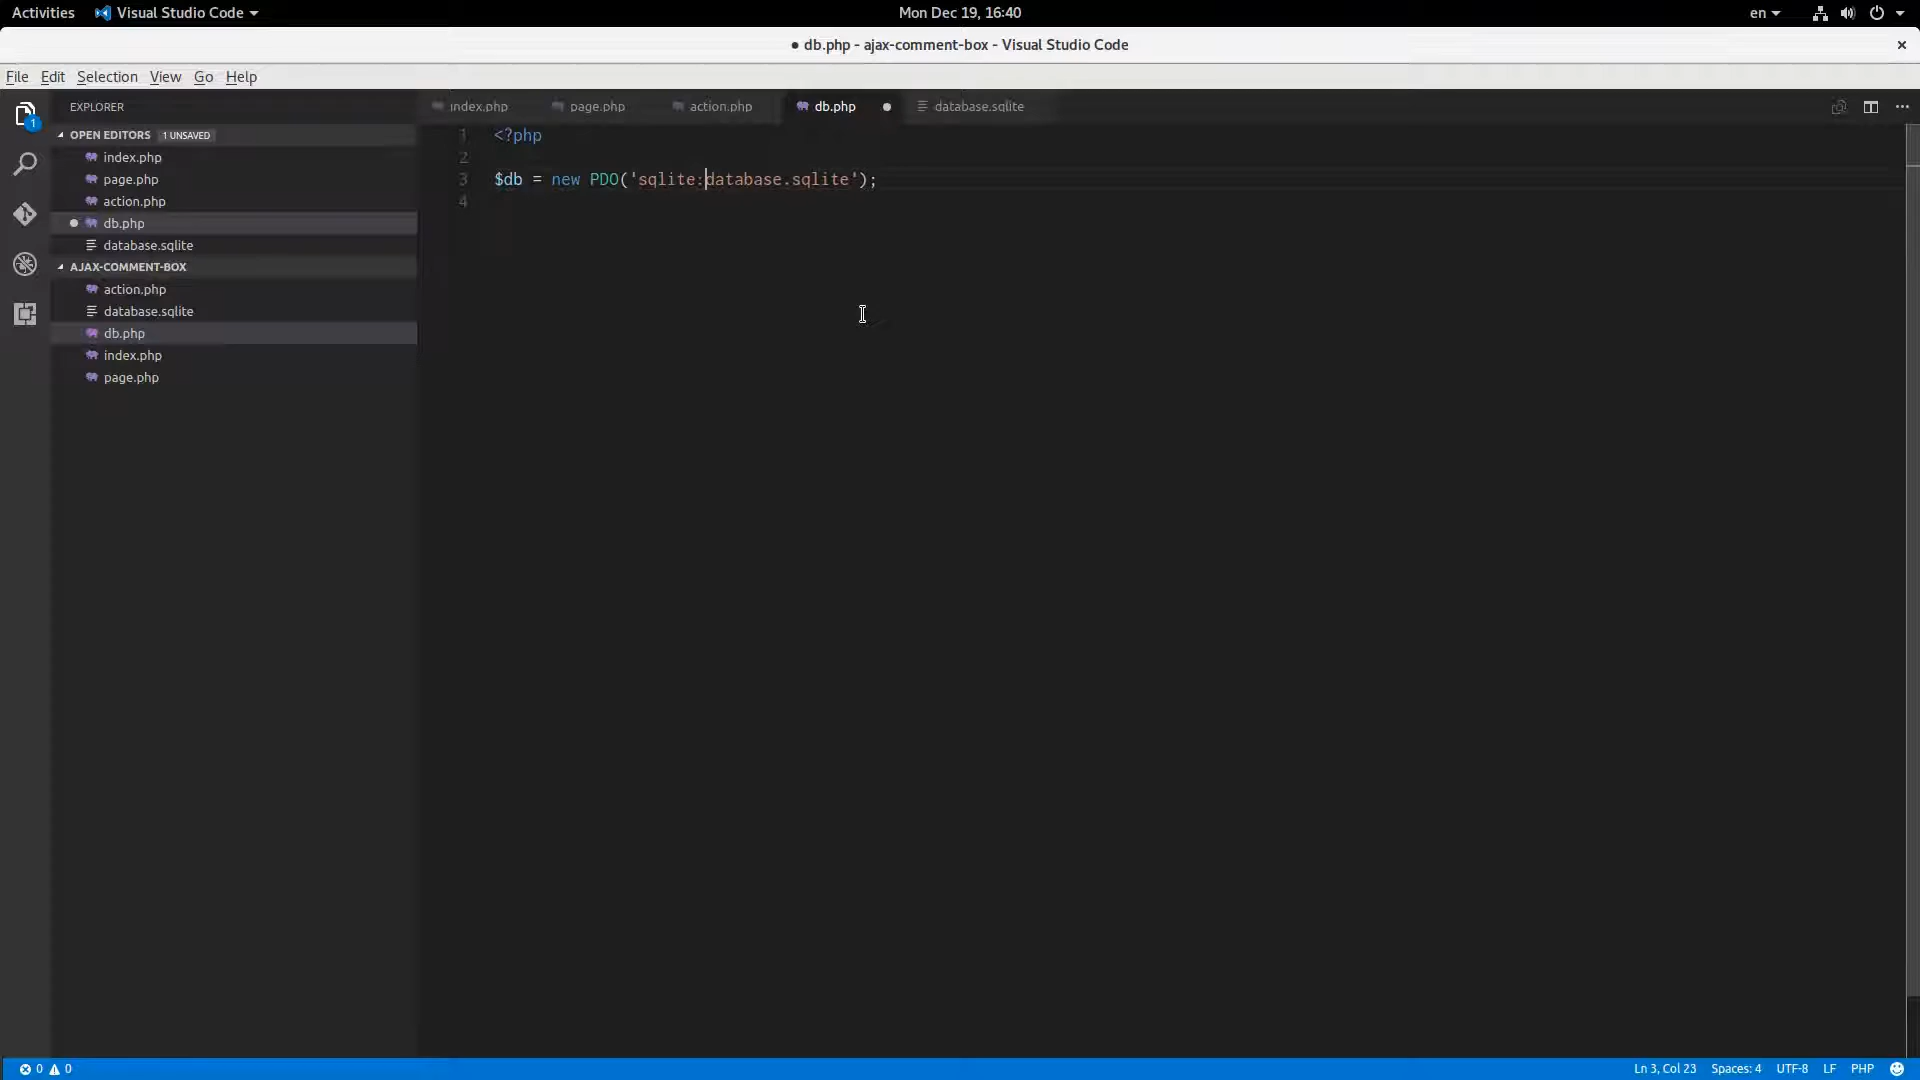 Activities Visual Studio Code Mon Dec 19, 16:40 en
● db.php - ajax-comment-box - Visual Studio Code
File Edit Selection View Go Help
EXPLORER
1
OPEN EDITORS 1 UNSAVED
index.php
page.php
action.php
db.php
database.sqlite
AJAX-COMMENT-BOX
action.php
database.sqlite
db.php
index.php
page.php
index.php page.php action.php db.php database.sqlite
1 <?php
2
3 $db = new PDO('sqlite:database.sqlite');
4
0 0 Ln 3, Col 23 Spaces: 4 UTF-8 LF PHP